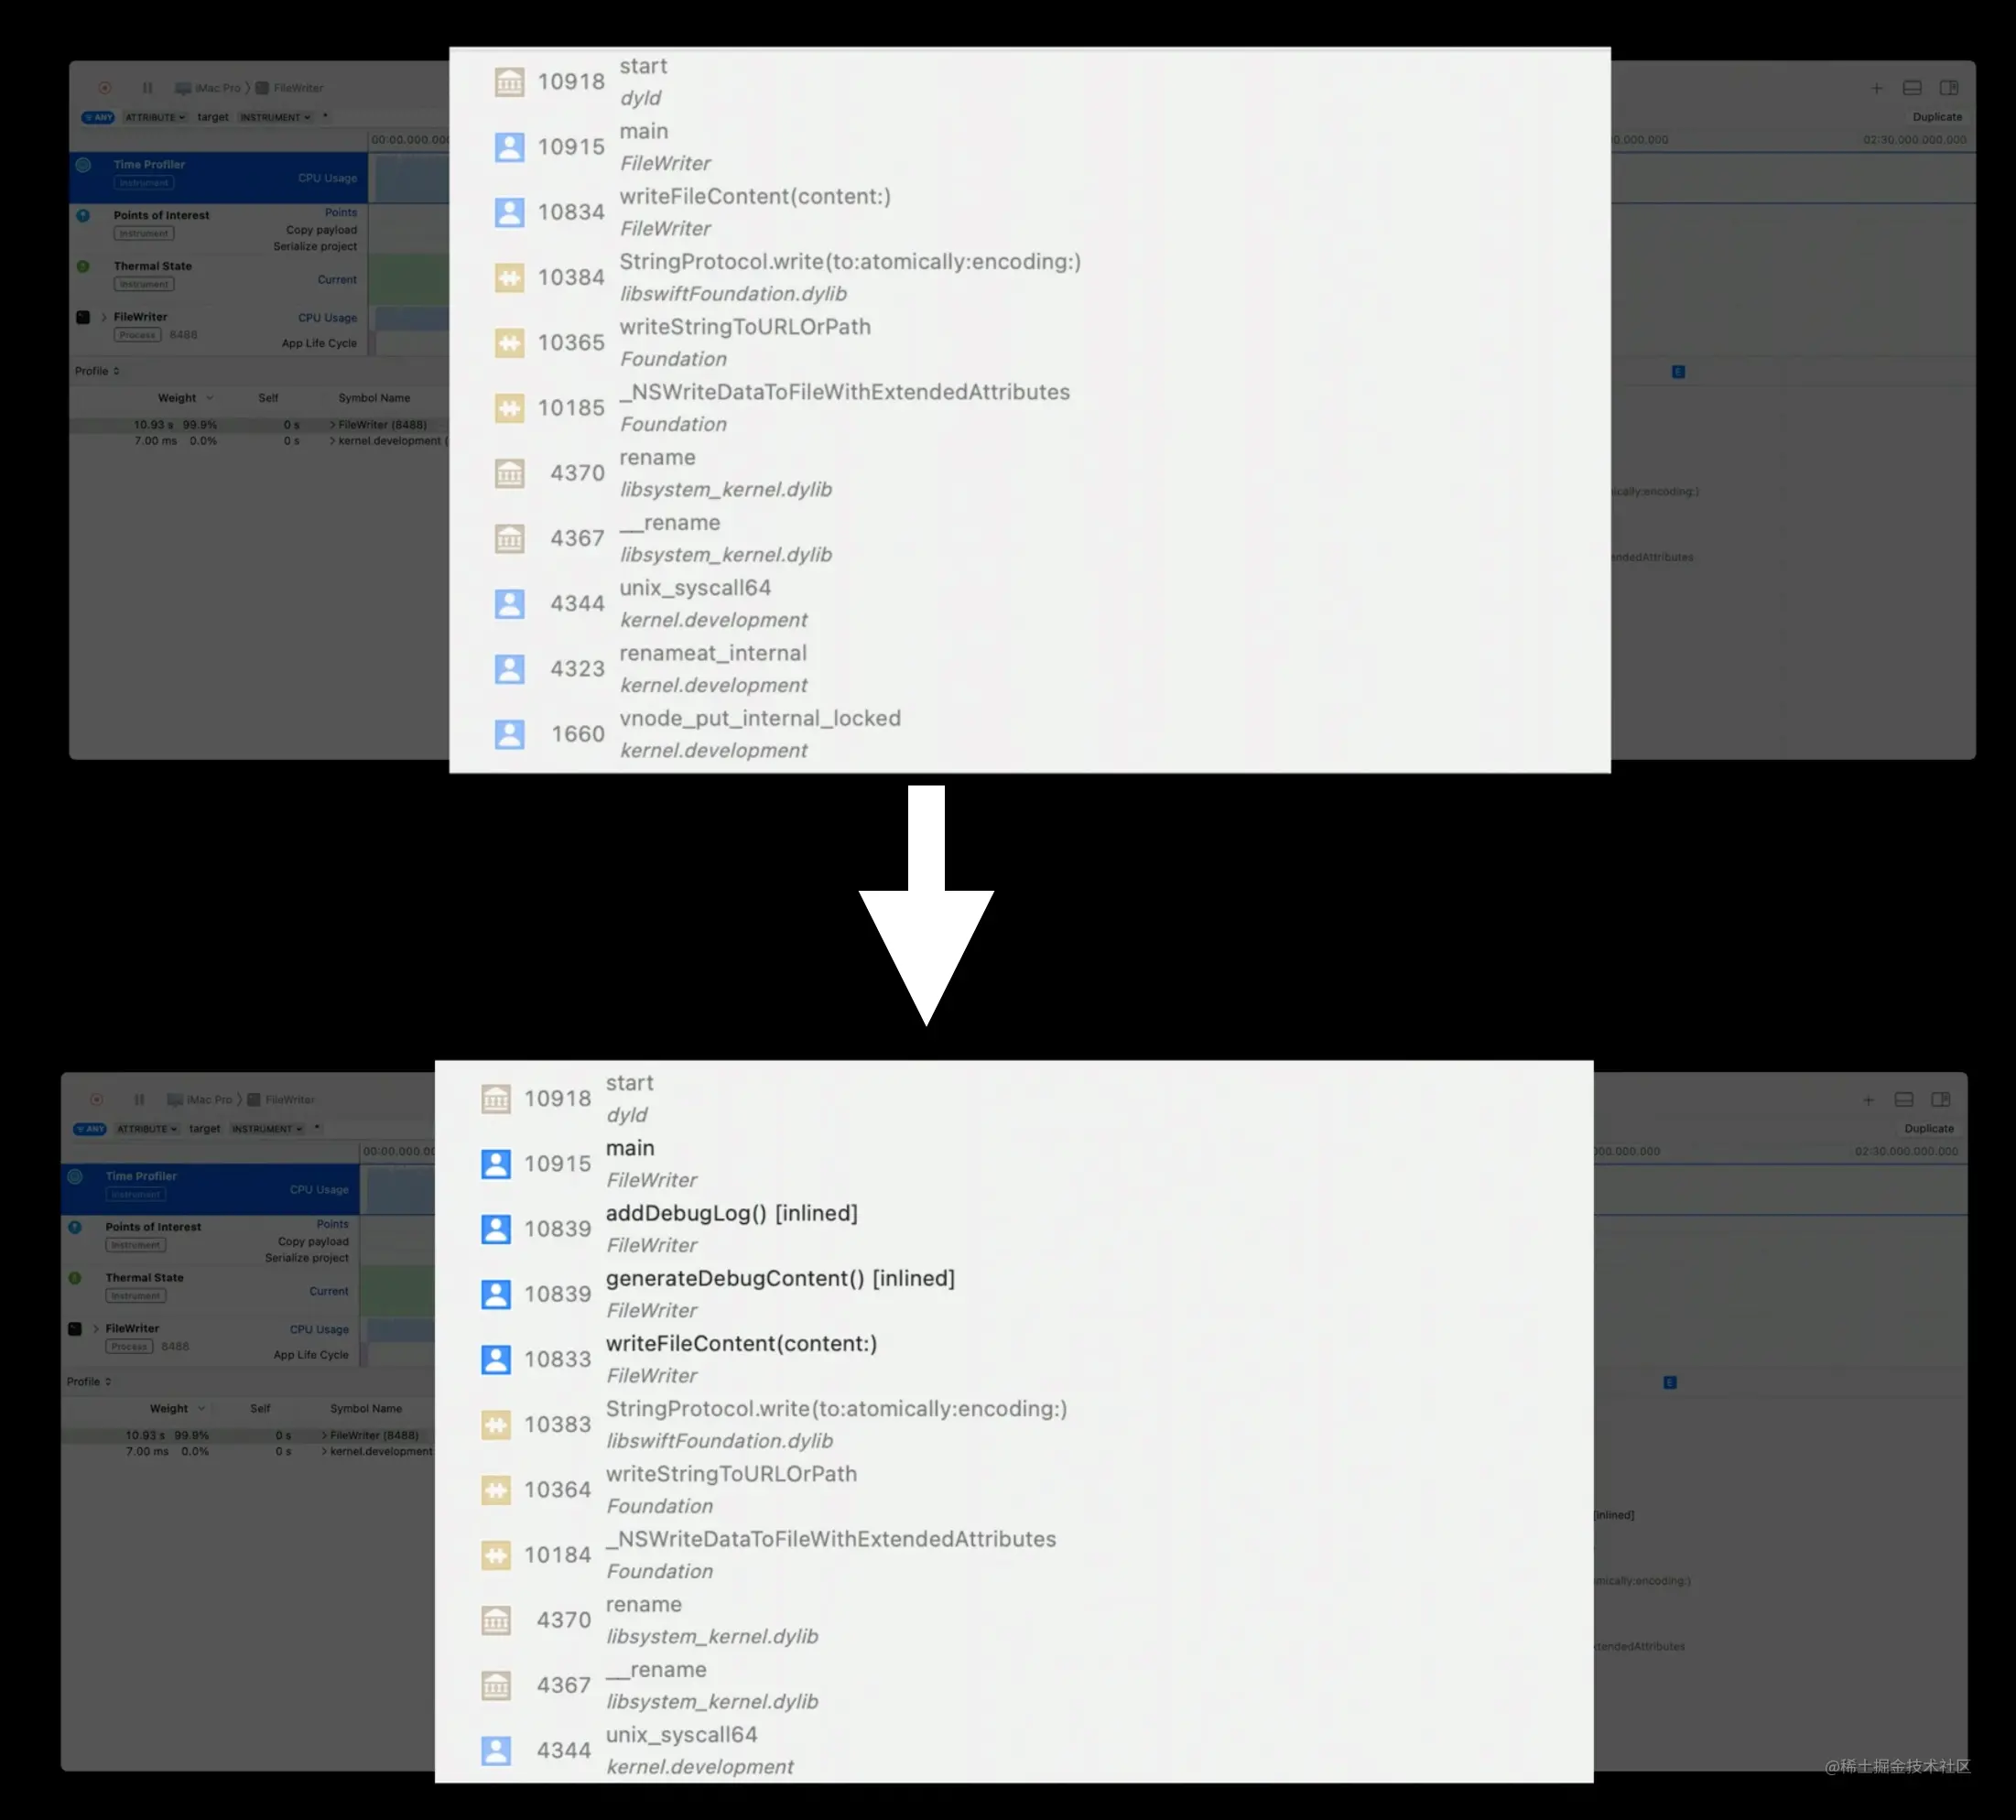 iMac Pro 〉 FileWriter
ANY ATTRIBUTE target INSTRUMENT
Duplicate
00:00.000.000
02:30.000.000.000
Time Profiler
Instrument
CPU Usage
Points of Interest
Instrument
Points
Copy payload
Serialize project
Thermal State
Instrument
Current
FileWriter
Process 8488
CPU Usage
App Life Cycle
Profile
E
Weight Self Symbol Name
10.93 s 99.9% 0 s > FileWriter (8488)
7.00 ms 0.0% 0 s > kernel.development (
10918 start
dyld
10915 main
FileWriter
10834 writeFileContent(content:)
FileWriter
10384 StringProtocol.write(to:atomically:encoding:)
libswiftFoundation.dylib
10365 writeStringToURLOrPath
Foundation
10185 _NSWriteDataToFileWithExtendedAttributes
Foundation
4370 rename
libsystem_kernel.dylib
4367 __rename
libsystem_kernel.dylib
4344 unix_syscall64
kernel.development
4323 renameat_internal
kernel.development
1660 vnode_put_internal_locked
kernel.development
iMac Pro 〉 FileWriter
ANY ATTRIBUTE target INSTRUMENT
Duplicate
02:30.000.000.000
Time Profiler
Instrument
CPU Usage
Points of Interest
Instrument
Points
Copy payload
Serialize project
Thermal State
Instrument
Current
FileWriter
Process 8488
CPU Usage
App Life Cycle
Profile
E
Weight Self Symbol Name
10.93 s 99.9% 0 s > FileWriter (8488)
7.00 ms 0.0% 0 s > kernel.development
10918 start
dyld
10915 main
FileWriter
10839 addDebugLog() [inlined]
FileWriter
10839 generateDebugContent() [inlined]
FileWriter
10833 writeFileContent(content:)
FileWriter
10383 StringProtocol.write(to:atomically:encoding:)
libswiftFoundation.dylib
10364 writeStringToURLOrPath
Foundation
10184 _NSWriteDataToFileWithExtendedAttributes
Foundation
4370 rename
libsystem_kernel.dylib
4367 __rename
libsystem_kernel.dylib
4344 unix_syscall64
kernel.development
[inlined]
@稀土掘金技术社区